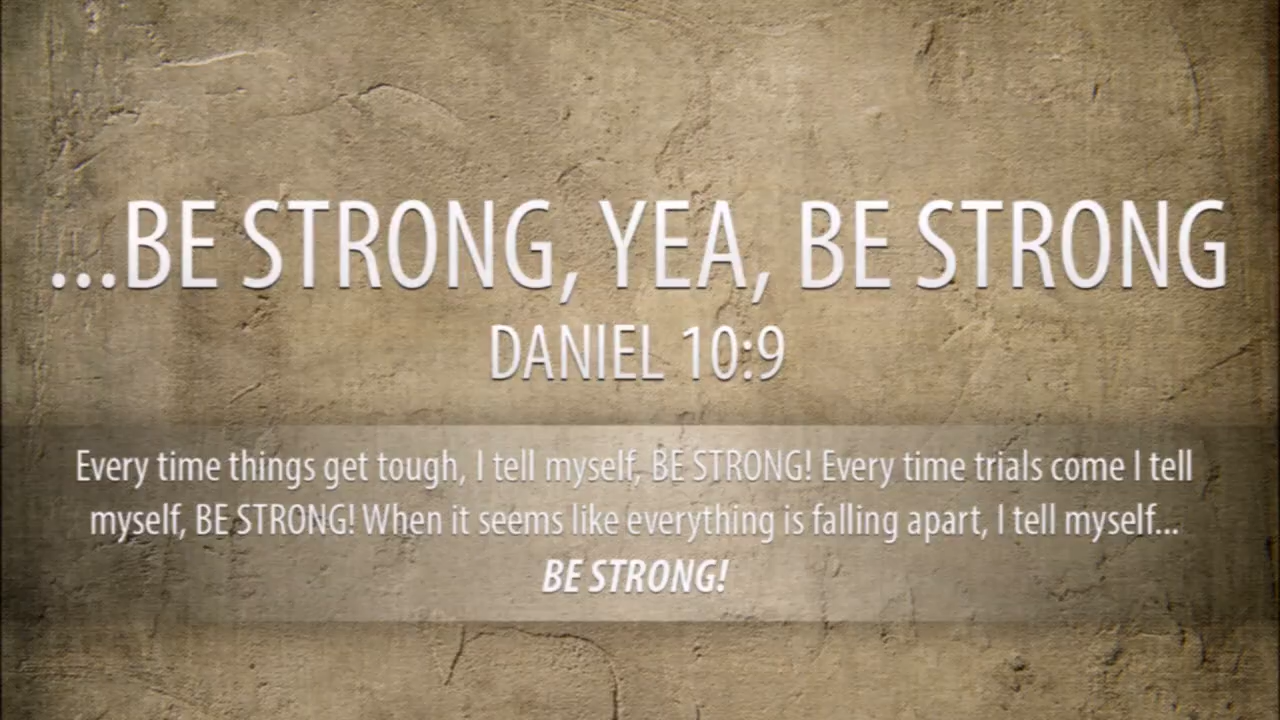 ...BE STRONG, YEA, BE STRONG
DANIEL 10:9
Every time things get tough, I tell myself, BE STRONG! Every time trials come I tell
myself, BE STRONG! When it seems like everything is falling apart, I tell myself...
BE STRONG!